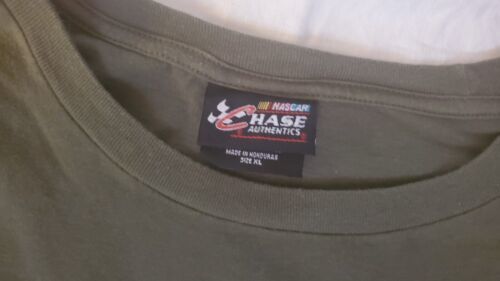 NASCAR
CHASE
AUTHENTICS
MADE IN HONDURAS
SIZE XL